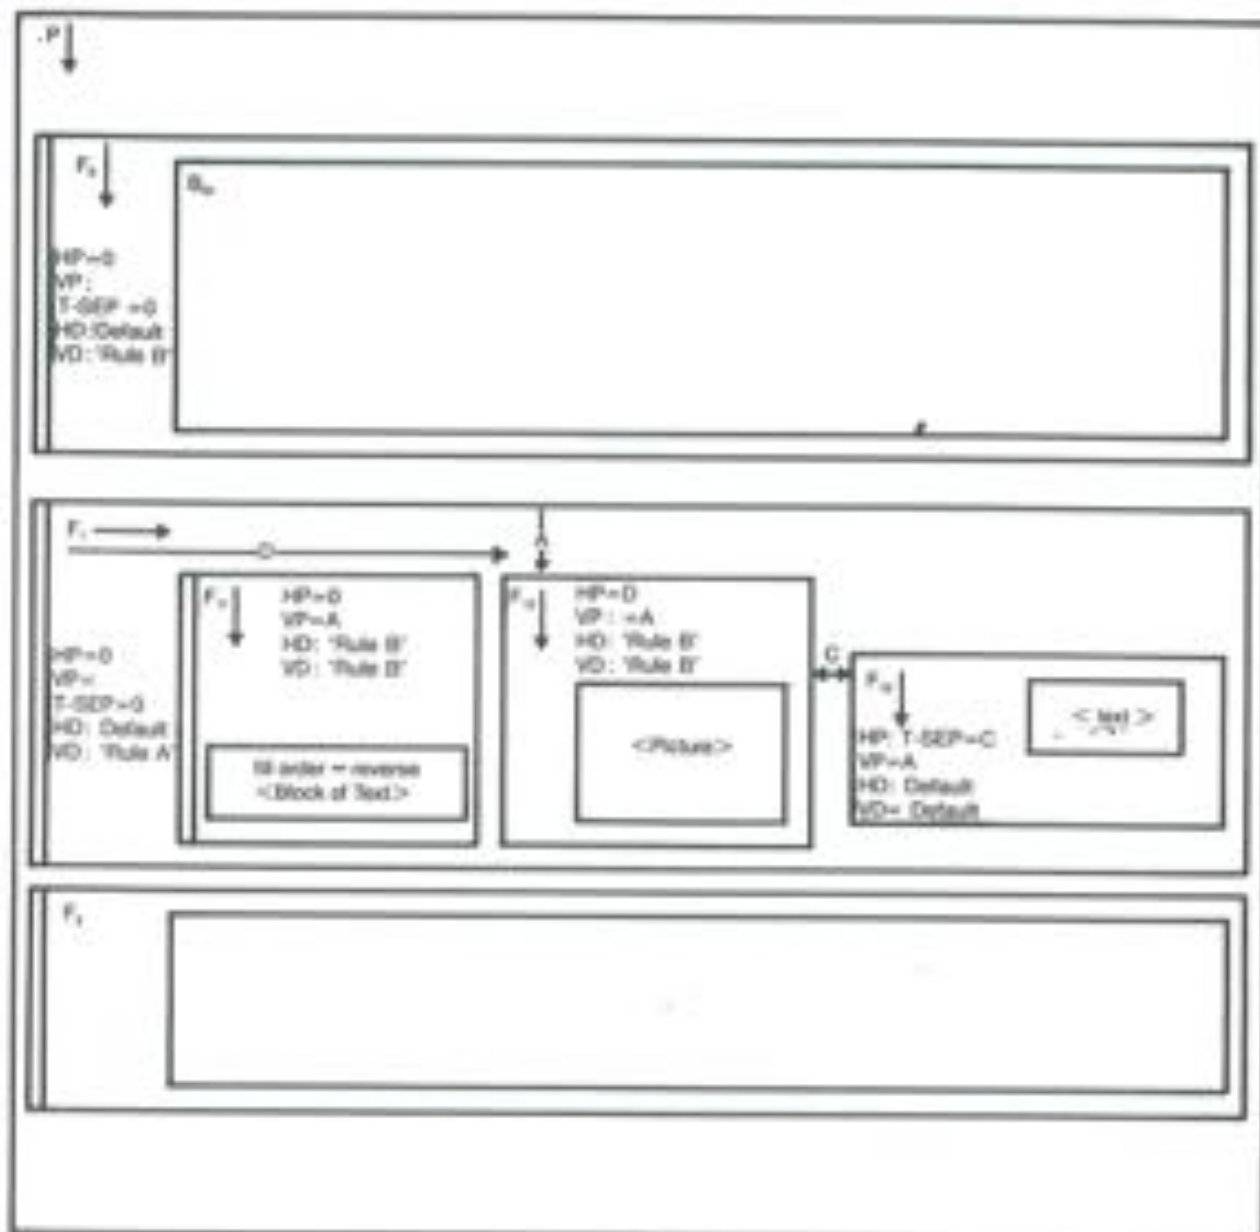 P
HP=0
VP:
T-SEP =0
HD:Default
VD: 'Rule B'
F₁
A
HP=0
VP=
T-SEP=0
HD: Default
VD: 'Rule A'
VP=A
HD: 'Rule B'
VD: 'Rule B'
fill order = reverse
<Block of Text>
HP=D
VP: =A
HD: 'Rule B'
VD: 'Rule B'
<Picture>
C
HP: T-SEP=C
VP=A
HD: Default
VD= Default
< text >